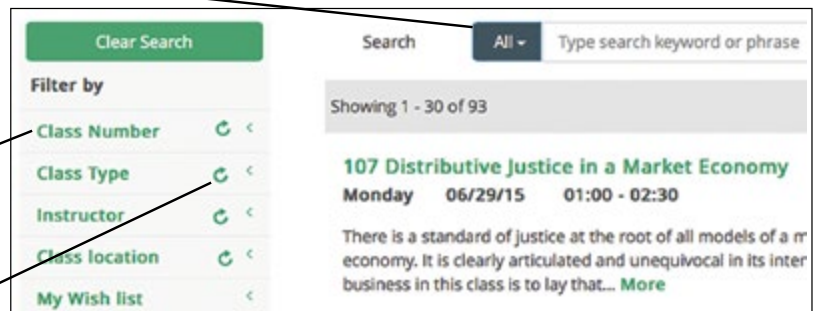 Clear Search
Filter by
Class Number
Class Type
Instructor
Class location
My Wish list
Search All Type search keyword or phrase
Showing 1 - 30 of 93
107 Distributive Justice in a Market Economy
Monday 06/29/15 01:00 - 02:30
There is a standard of justice at the root of all models of a
economy. It is clearly articulated and unequivocal in its
business in this class is to lay that... More